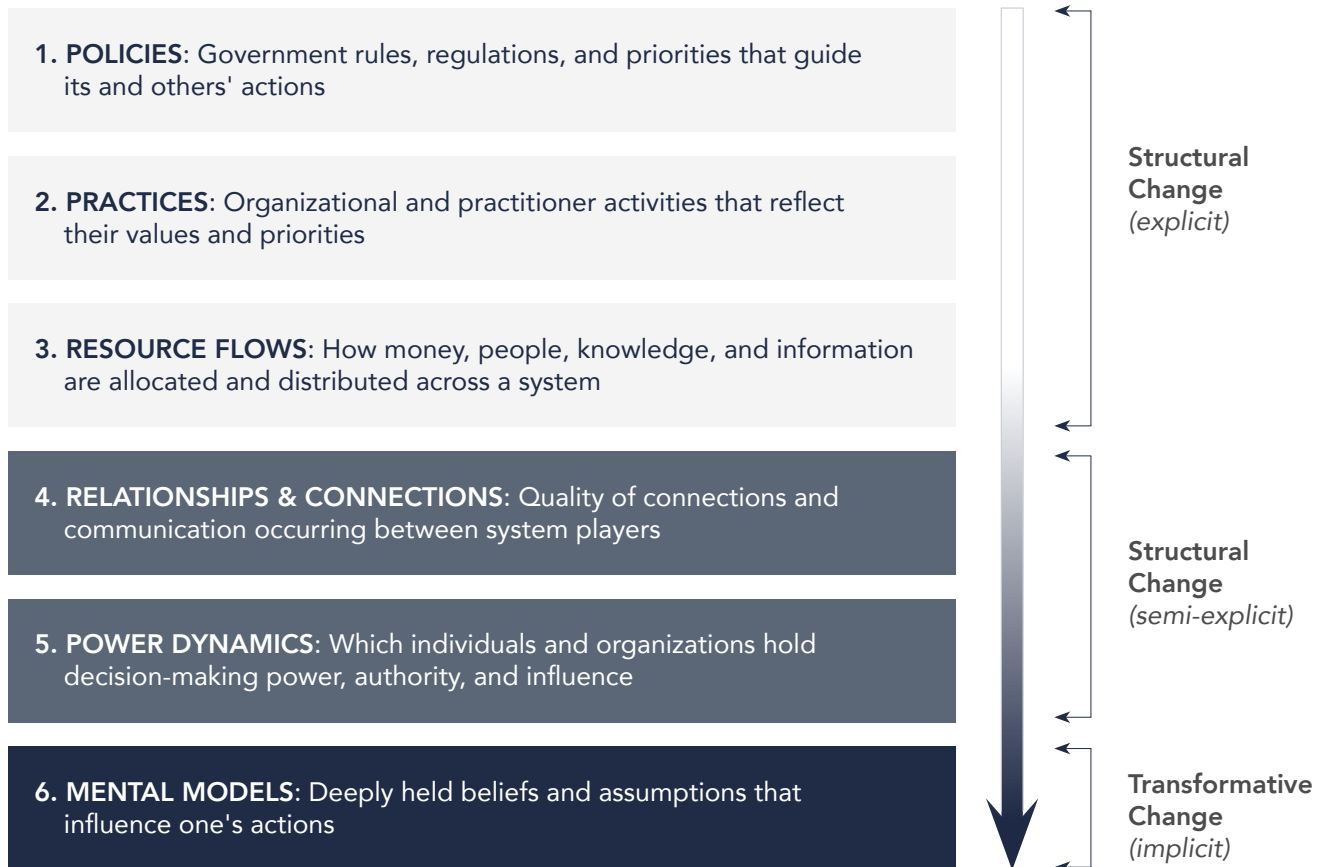 1. POLICIES: Government rules, regulations, and priorities that guide
its and others' actions
2. PRACTICES: Organizational and practitioner activities that reflect
their values and priorities
3. RESOURCE FLOWS: How money, people, knowledge, and information
are allocated and distributed across a system
Structural
Change
(explicit)
4. RELATIONSHIPS & CONNECTIONS: Quality of connections and
communication occurring between system players
5. POWER DYNAMICS: Which individuals and organizations hold
decision-making power, authority, and influence
Structural
Change
(semi-explicit)
6. MENTAL MODELS: Deeply held beliefs and assumptions that
influence one's actions
Transformative
Change
(implicit)